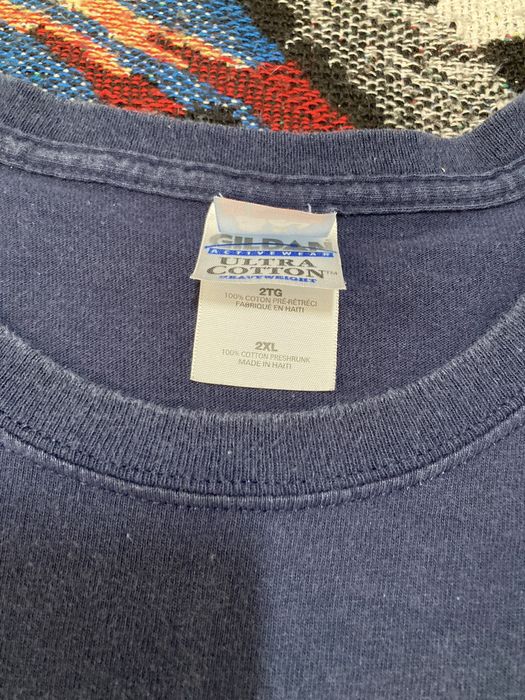 GILDAN
ACTIVEWEAR
ULTRA
COTTON™
HEAVYWEIGHT
2TG
100% COTON PRÉ-RÉTRÉCI
FABRIQUÉ EN HAITI
2XL
100% COTTON PRESHRUNK
MADE IN HAITI